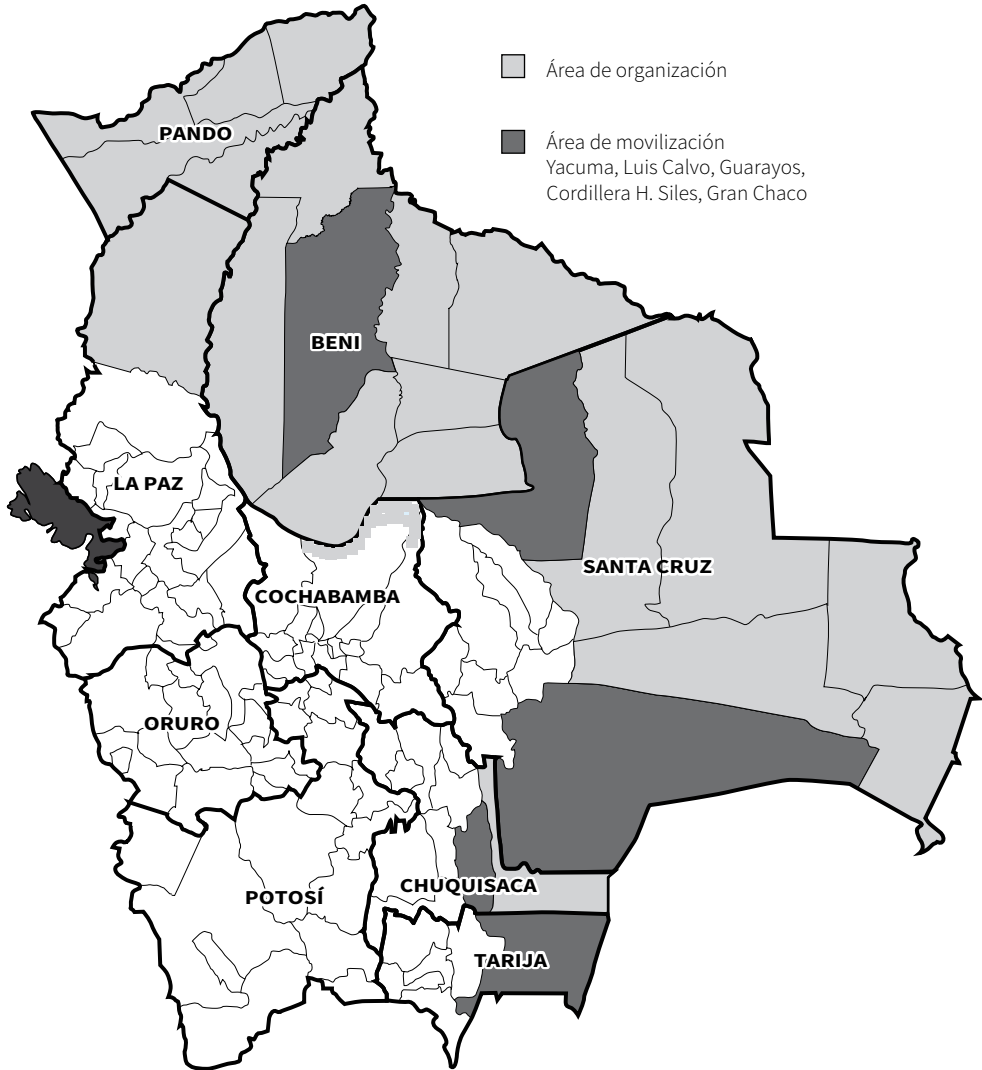 Área de organización
Área de movilización
Yacuma, Luis Calvo, Guarayos,
Cordillera H. Siles, Gran Chaco
PANDO
BENI
LA PAZ
SANTA CRUZ
COCHABAMBA
ORURO
CHUQUISACA
POTOSÍ
TARIJA